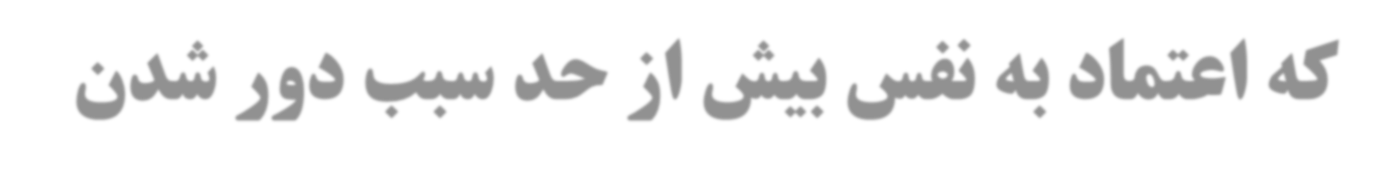 که اعتماد به نفس بیش از حد سبب دور شدن